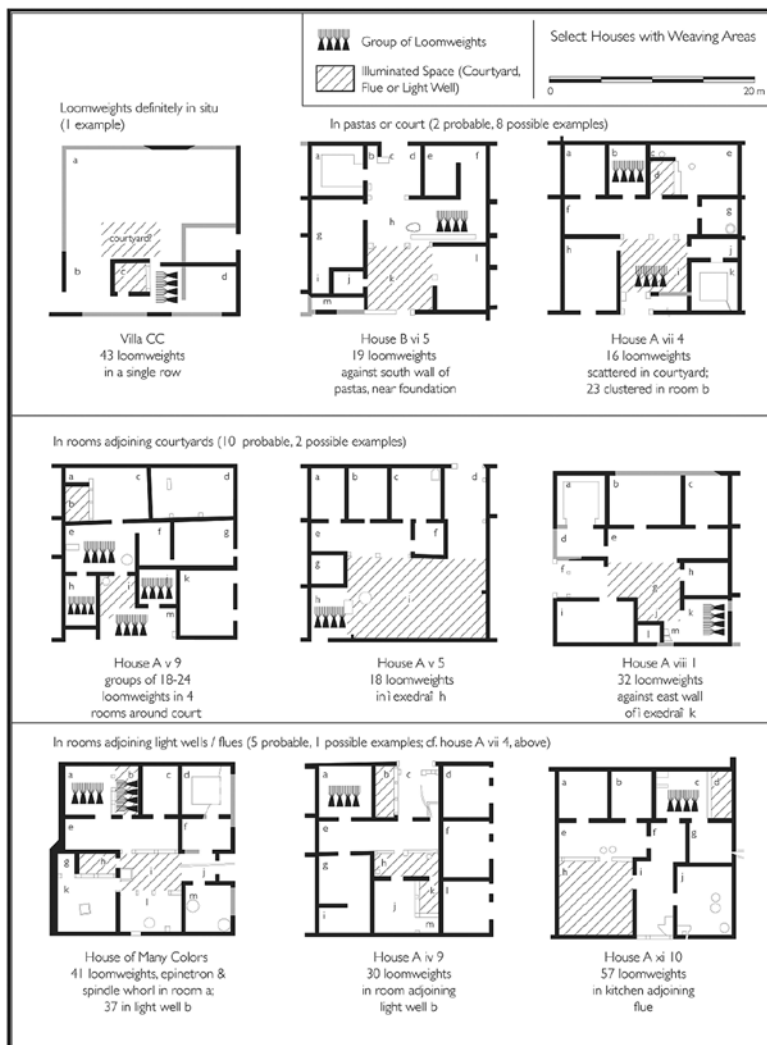 Group of Loomweights
Illuminated Space (Courtyard,
Flue or Light Well)
Select Houses with Weaving Areas
0 20 m
Loomweights definitely in situ
(1 example)
a
courtyard?
b
c
d
Villa CC
43 loomweights
in a single row
In pastas or court (2 probable, 8 possible examples)
a b c d e f
h
g
i j k l
m
House B vi 5
19 loomweights
against south wall of
pastas, near foundation
a b c d e
f g
h i j
k
House A vii 4
16 loomweights
scattered in courtyard;
23 clustered in room b
In rooms adjoining courtyards (10 probable, 2 possible examples)
a b c d
e f g
h i k
m
House A v 9
groups of 18-24
loomweights in 4
rooms around court
a b c d
e f
g
h i
House A v 5
18 loomweights
in ì exedraî h
a b c
d e
f g h
i j k
l m
House A viii 1
32 loomweights
against east wall
of ì exedraî k
In rooms adjoining light wells / flues (5 probable, 1 possible examples; cf. house A vii 4, above)
a b c d
e f
g h i j
k l m
House of Many Colors
41 loomweights, epinetron &
spindle whorl in room a;
37 in light well b
a b c d
e f
g h
i j k l
m
House A iv 9
30 loomweights
in room adjoining
light well b
a b c d
e f g
h i j
House A xi 10
57 loomweights
in kitchen adjoining
flue